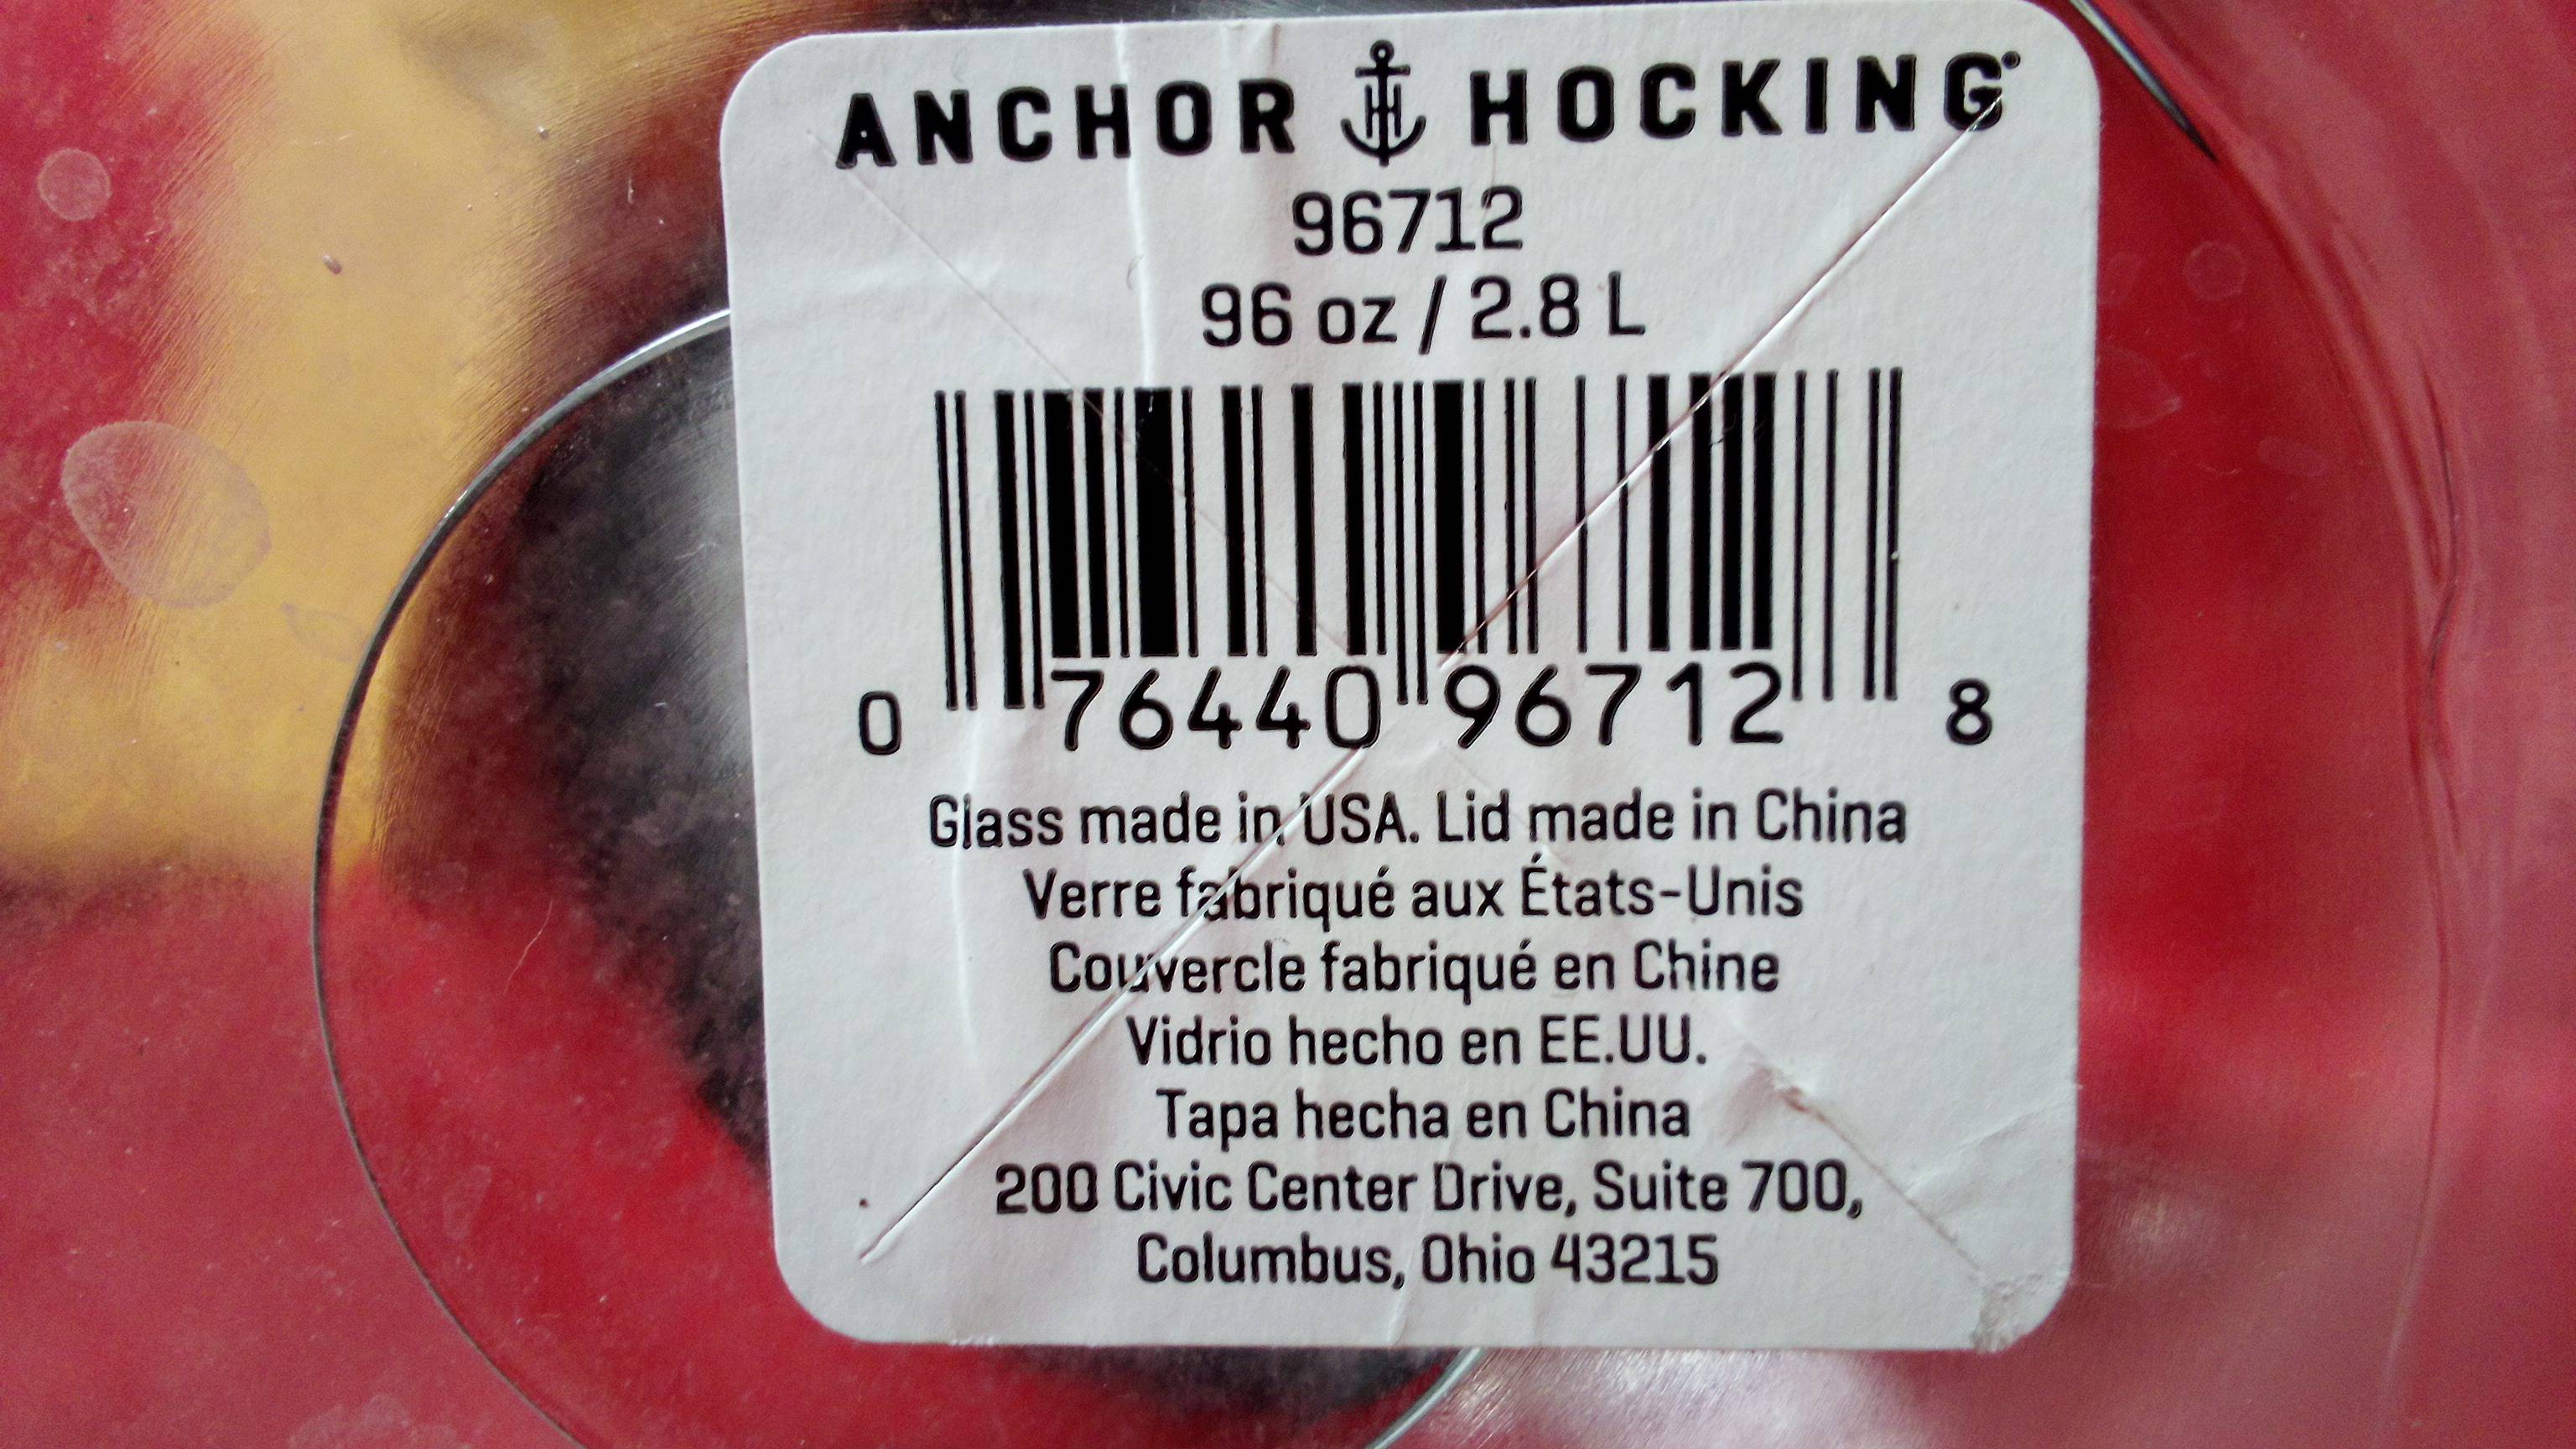 ANCHOR HOCKING
96712
96 oz / 2.8 L
0 76440 96712 8
Glass made in USA. Lid made in China
Verre fabriqué aux États-Unis
Couvercle fabriqué en Chine
Vidrio hecho en EE.UU.
Tapa hecha en China
200 Civic Center Drive, Suite 700,
Columbus, Ohio 43215